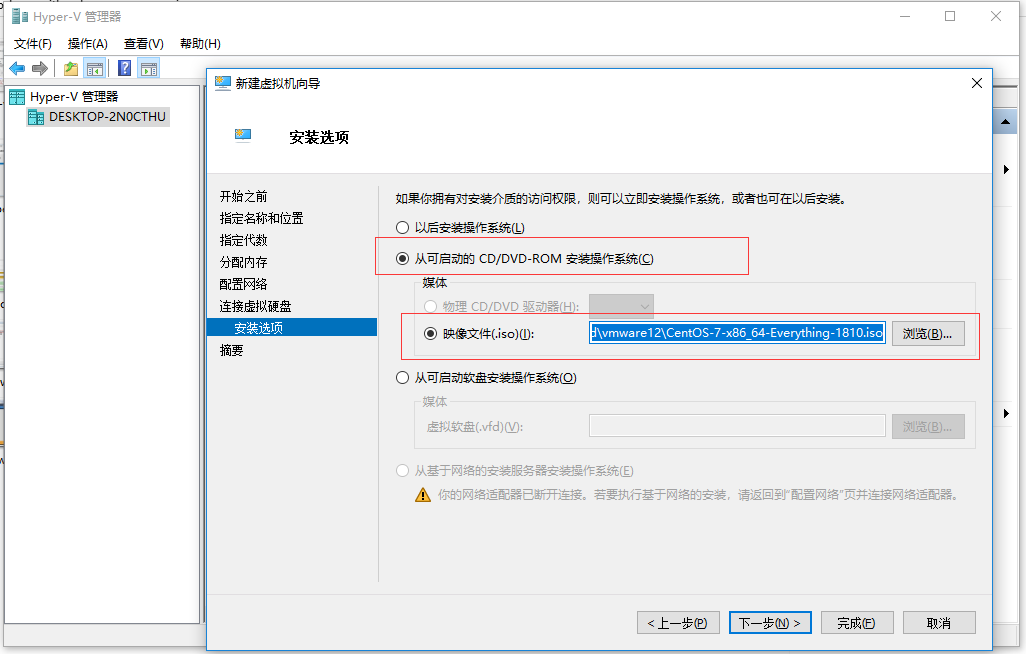 Hyper-V 管理器
文件(F) 操作(A) 查看(V) 帮助(H)
Hyper-V 管理器
DESKTOP-2N0CTHU
新建虚拟机向导
安装选项
开始之前
指定名称和位置
指定代数
分配内存
配置网络
连接虚拟硬盘
安装选项
摘要
如果你拥有对安装介质的访问权限，则可以立即安装操作系统，或者也可在以后安装。
以后安装操作系统(L)
从可启动的 CD/DVD-ROM 安装操作系统(C)
媒体
物理 CD/DVD 驱动器(H):
映像文件(.iso)(I): d\vmware12\CentOS-7-x86_64-Everything-1810.iso 浏览(B)...
从可启动软盘安装操作系统(O)
媒体
虚拟软盘(.vfd)(V): 浏览(B)...
从基于网络的安装服务器安装操作系统(E)
你的网络适配器已断开连接。若要执行基于网络的安装，请返回到"配置网络"页并连接网络适配器。
< 上一步(P) 下一步(N) > 完成(F) 取消